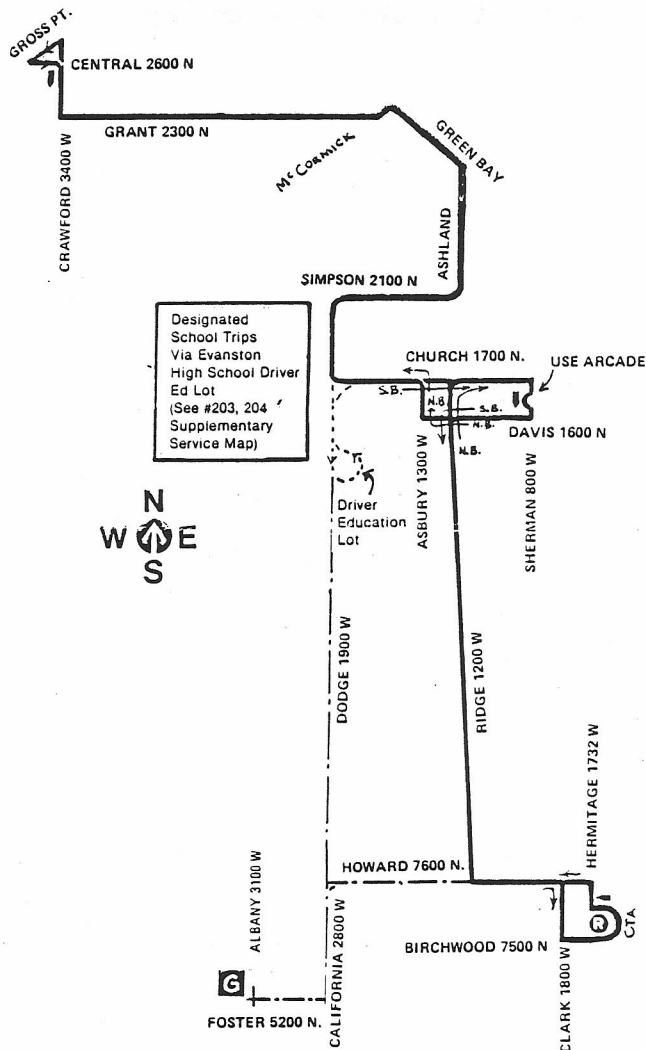 GROSS PT.
CENTRAL 2600 N
GRANT 2300 N
McCormick
GREEN BAY
CRAWFORD 3400 W
ASHLAND
SIMPSON 2100 N
Designated
School Trips
Via Evanston
High School Driver
Ed Lot
(See #203, 204
Supplementary
Service Map)
CHURCH 1700 N.
USE ARCADE
S.B.
N.B
S.B.
N.B.
DAVIS 1600 N
N.B.
ASBURY 1300 W
SHERMAN 800 W
Driver
Education
Lot
N
W E
S
DODGE 1900 W
RIDGE 1200 W
HERMITAGE 1732 W
HOWARD 7600 N.
ALBANY 3100 W
CALIFORNIA 2800 W
R
CTA
BIRCHWOOD 7500 N
CLARK 1800 W
G
FOSTER 5200 N.